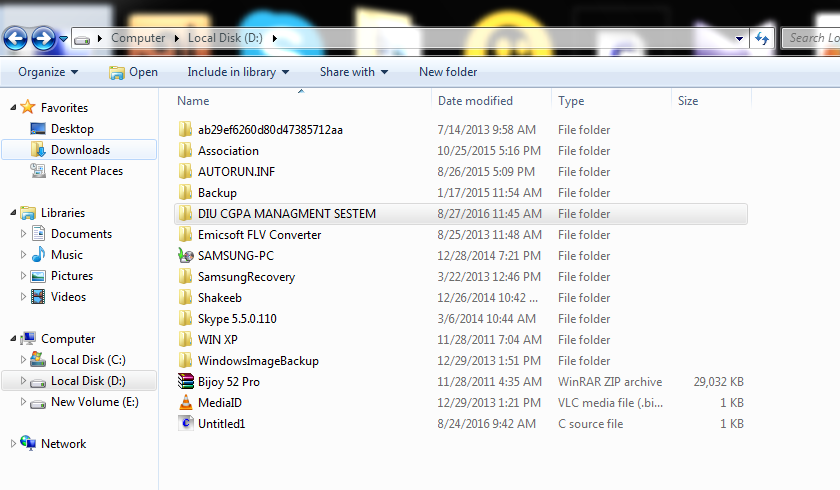 Computer Local Disk (D:) Search Lo
Organize Open Include in library Share with New folder
Name Date modified Type Size
Favorites
Desktop
Downloads
Recent Places
Libraries
Documents
Music
Pictures
Videos
Computer
Local Disk (C:)
Local Disk (D:)
New Volume (E:)
Network
ab29ef6260d80d47385712aa 7/14/2013 9:58 AM File folder
Association 10/25/2015 5:16 PM File folder
AUTORUN.INF 8/26/2015 5:09 PM File folder
Backup 1/17/2015 11:54 AM File folder
DIU CGPA MANAGMENT SESTEM 8/27/2016 11:45 AM File folder
Emicsoft FLV Converter 8/25/2013 11:48 AM File folder
SAMSUNG-PC 12/28/2014 7:21 PM File folder
SamsungRecovery 3/22/2013 12:46 PM File folder
Shakeeb 12/26/2014 10:42 ... File folder
Skype 5.5.0.110 3/6/2014 10:44 AM File folder
WIN XP 11/28/2011 7:04 AM File folder
WindowsImageBackup 12/29/2013 1:51 PM File folder
Bijoy 52 Pro 11/28/2011 4:35 AM WinRAR ZIP archive 29,032 KB
MediaID 12/29/2013 1:21 PM VLC media file (.bi... 1 KB
Untitled1 8/24/2016 9:42 AM C source file 1 KB